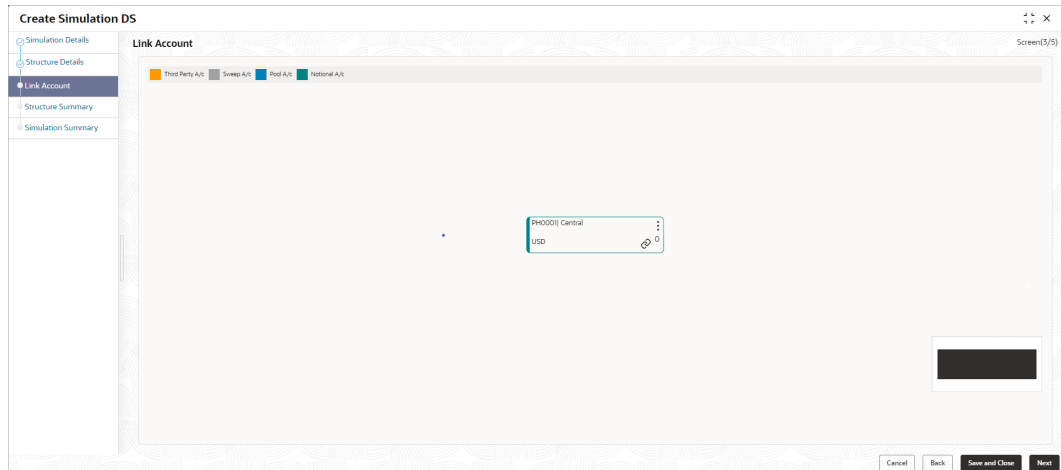 Create Simulation DS
Simulation Details
Structure Details
Link Account
Structure Summary
Simulation Summary
Link Account
Screen(3/5)
Third Party A/c Sweep A/c Pool A/c Notional A/c
PH0001| Central
USD
0
Cancel Back Save and Close Next